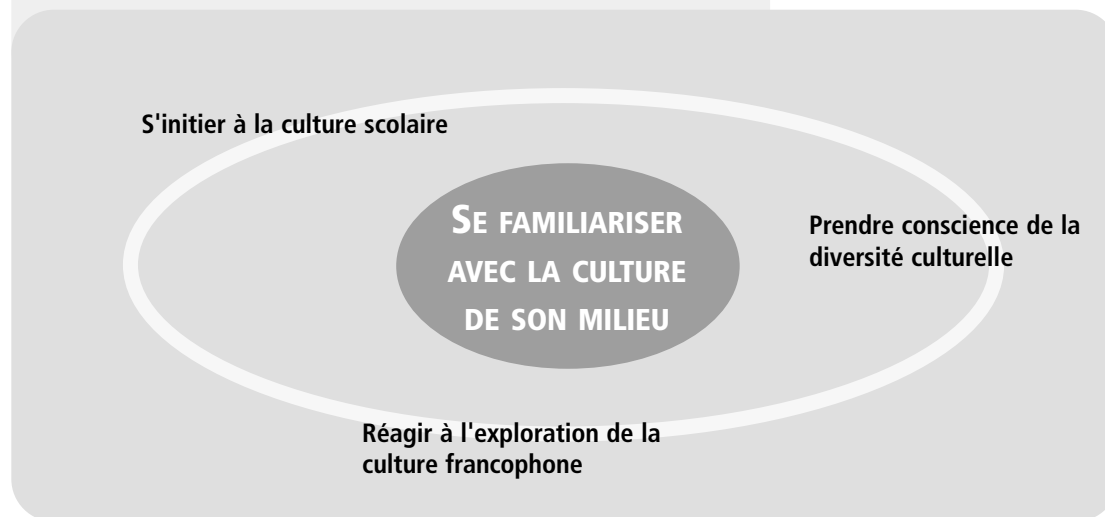 S'initier à la culture scolaire
SE FAMILIARISER
AVEC LA CULTURE
DE SON MILIEU
Prendre conscience de la
diversité culturelle
Réagir à l'exploration de la
culture francophone